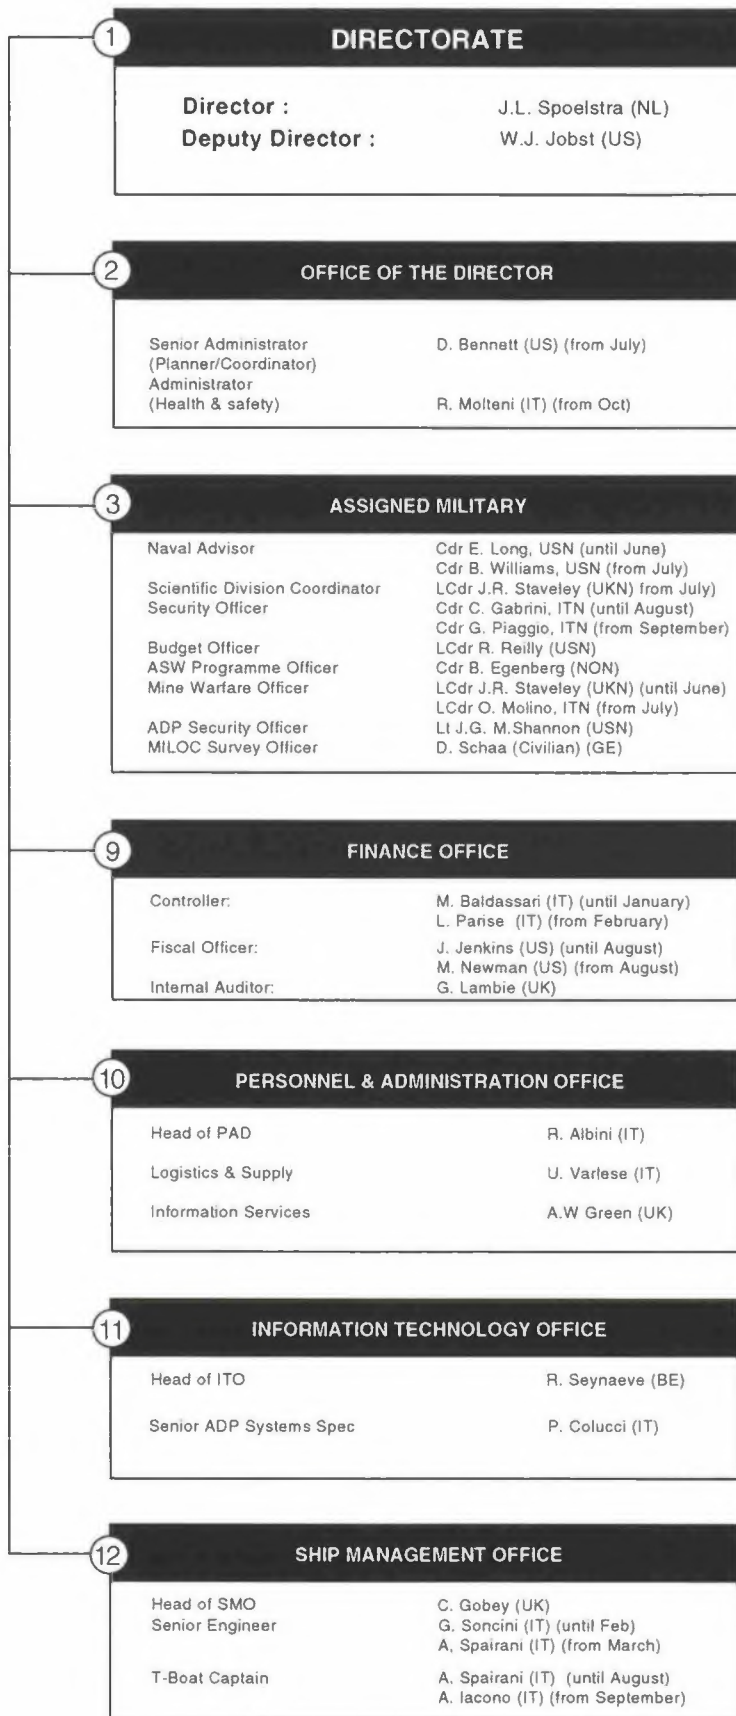 1 DIRECTORATE
Director : J.L. Spoelstra (NL)
Deputy Director : W.J. Jobst (US)
2 OFFICE OF THE DIRECTOR
Senior Administrator D. Bennett (US) (from July)
(Planner/Coordinator)
Administrator
(Health & safety) R. Molteni (IT) (from Oct)
3 ASSIGNED MILITARY
Naval Advisor Cdr E. Long, USN (until June)
Cdr B. Williams, USN (from July)
Scientific Division Coordinator LCdr J.R. Staveley (UKN) from July)
Security Officer Cdr C. Gabrini, ITN (until August)
Cdr G. Piaggio, ITN (from September)
Budget Officer LCdr R. Reilly (USN)
ASW Programme Officer Cdr B. Egenberg (NON)
Mine Warfare Officer LCdr J.R. Staveley (UKN) (until June)
LCdr O. Molino, ITN (from July)
ADP Security Officer Lt J.G. M.Shannon (USN)
MILOC Survey Officer D. Schaa (Civilian) (GE)
9 FINANCE OFFICE
Controller: M. Baldassari (IT) (until January)
L. Parise (IT) (from February)
Fiscal Officer: J. Jenkins (US) (until August)
M. Newman (US) (from August)
Internal Auditor: G. Lambie (UK)
10 PERSONNEL & ADMINISTRATION OFFICE
Head of PAD R. Albini (IT)
Logistics & Supply U. Varlese (IT)
Information Services A.W Green (UK)
11 INFORMATION TECHNOLOGY OFFICE
Head of ITO R. Seynaeve (BE)
Senior ADP Systems Spec P. Colucci (IT)
12 SHIP MANAGEMENT OFFICE
Head of SMO C. Gobey (UK)
Senior Engineer G. Soncini (IT) (until Feb)
A, Spairani (IT) (from March)
T-Boat Captain A. Spairani (IT) (until August)
A. Iacono (IT) (from September)